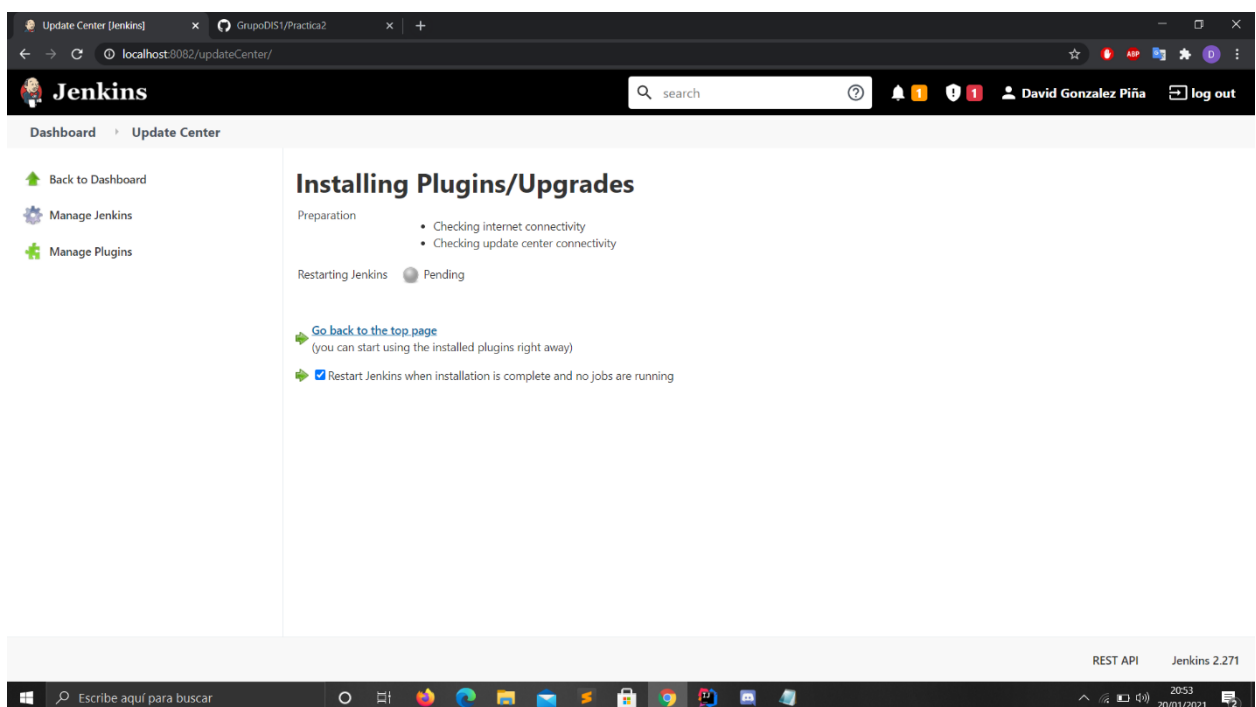 Update Center [Jenkins]
GrupoDIS1/Practica2
localhost:8082/updateCenter/
ABP
D
Jenkins
search
1
1
David Gonzalez Piña
log out
Dashboard
Update Center
Back to Dashboard
Manage Jenkins
Manage Plugins
Installing Plugins/Upgrades
Preparation
Checking internet connectivity
Checking update center connectivity
Restarting Jenkins
Pending
Go back to the top page
(you can start using the installed plugins right away)
Restart Jenkins when installation is complete and no jobs are running
REST API
Jenkins 2.271
Escribe aquí para buscar
20:53
20/01/2021
2